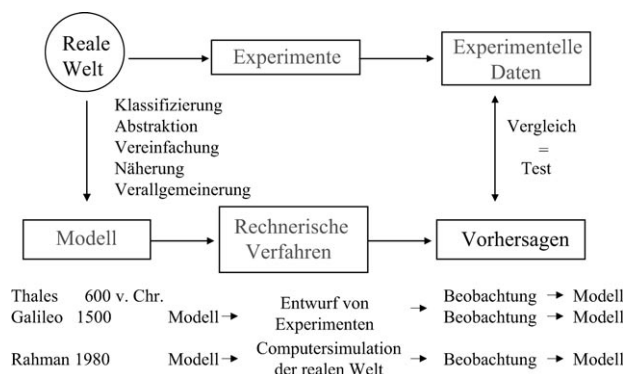 Reale
Welt
Experimente
Experimentelle
Daten
Klassifizierung
Abstraktion
Vereinfachung
Näherung
Verallgemeinerung
Vergleich
=
Test
Modell
Rechnerische
Verfahren
Vorhersagen
Thales 600 v. Chr. Beobachtung Modell
Galileo 1500 Modell Entwurf von Experimenten Beobachtung Modell
Rahman 1980 Modell Computersimulation der realen Welt Beobachtung Modell